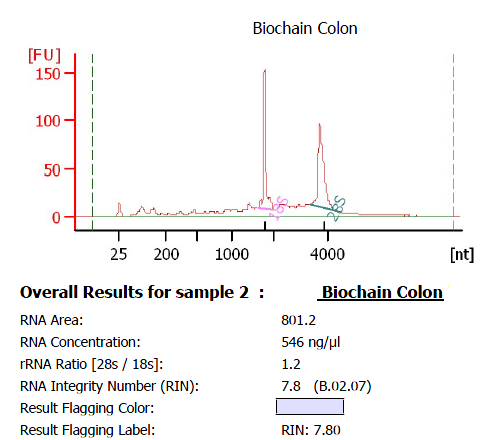 Biochain Colon
[FU]
150
100
50
0
18S
28S
25 200 1000 4000 [nt]
Overall Results for sample 2 : Biochain Colon
RNA Area: 801.2
RNA Concentration: 546 ng/µl
rRNA Ratio [28s / 18s]: 1.2
RNA Integrity Number (RIN): 7.8 (B.02.07)
Result Flagging Color:
Result Flagging Label: RIN: 7.80